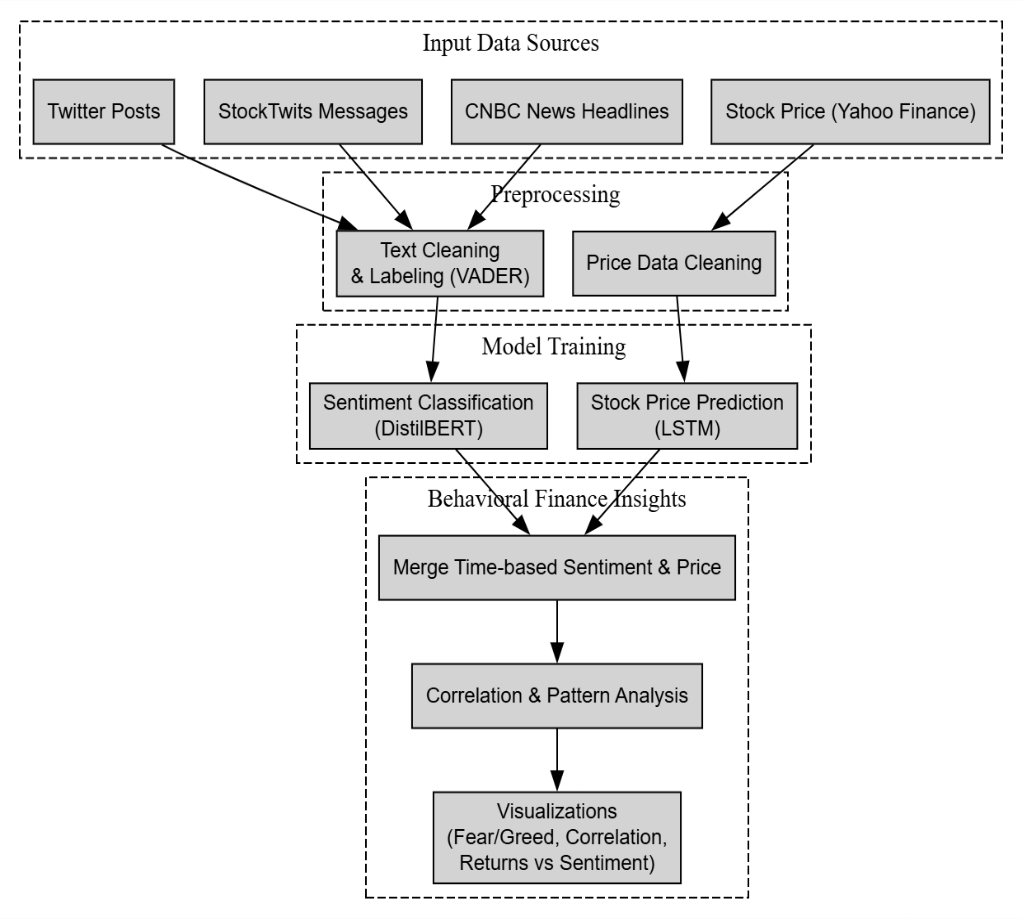 Input Data Sources
Twitter Posts
StockTwits Messages
CNBC News Headlines
Stock Price (Yahoo Finance)
Preprocessing
Text Cleaning
& Labeling (VADER)
Price Data Cleaning
Model Training
Sentiment Classification
(DistilBERT)
Stock Price Prediction
(LSTM)
Behavioral Finance Insights
Merge Time-based Sentiment & Price
Correlation & Pattern Analysis
Visualizations
(Fear/Greed, Correlation,
Returns vs Sentiment)